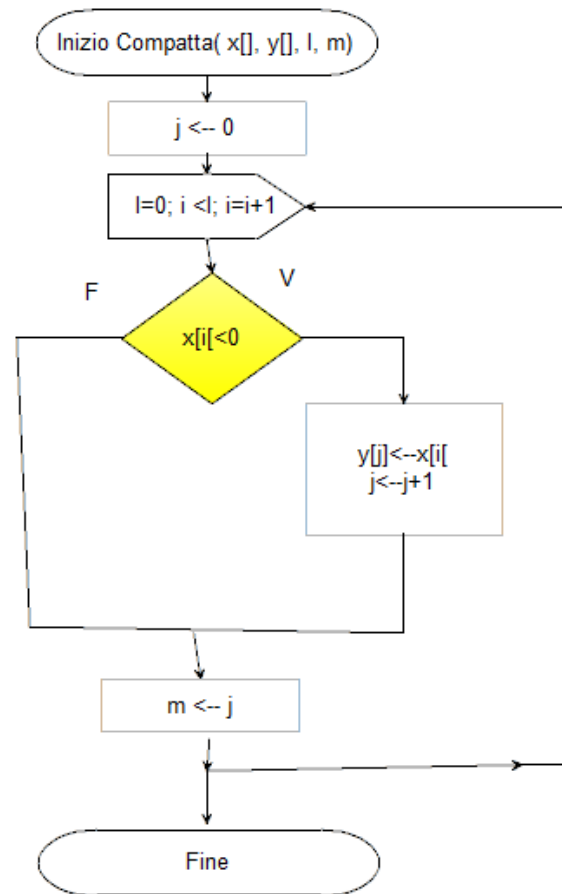 Inizio Compatta( x[], y[], l, m)
j <-- 0
I=0; i <l; i=i+1
F
V
x[i[<0
y[j]<--x[i[
j<--j+1
m <-- j
Fine